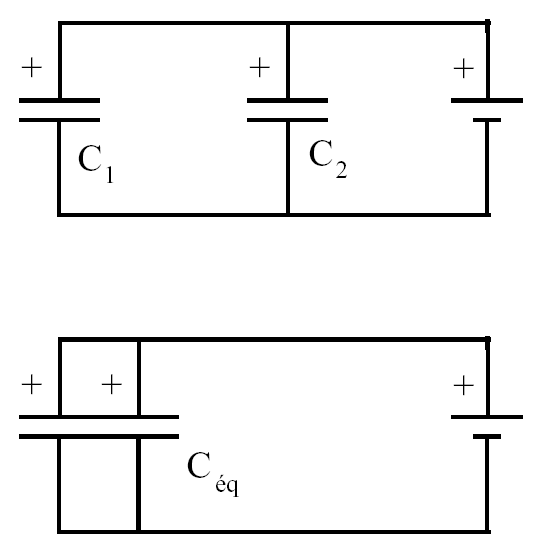 + + +
C1 C2
+ + +
Céq